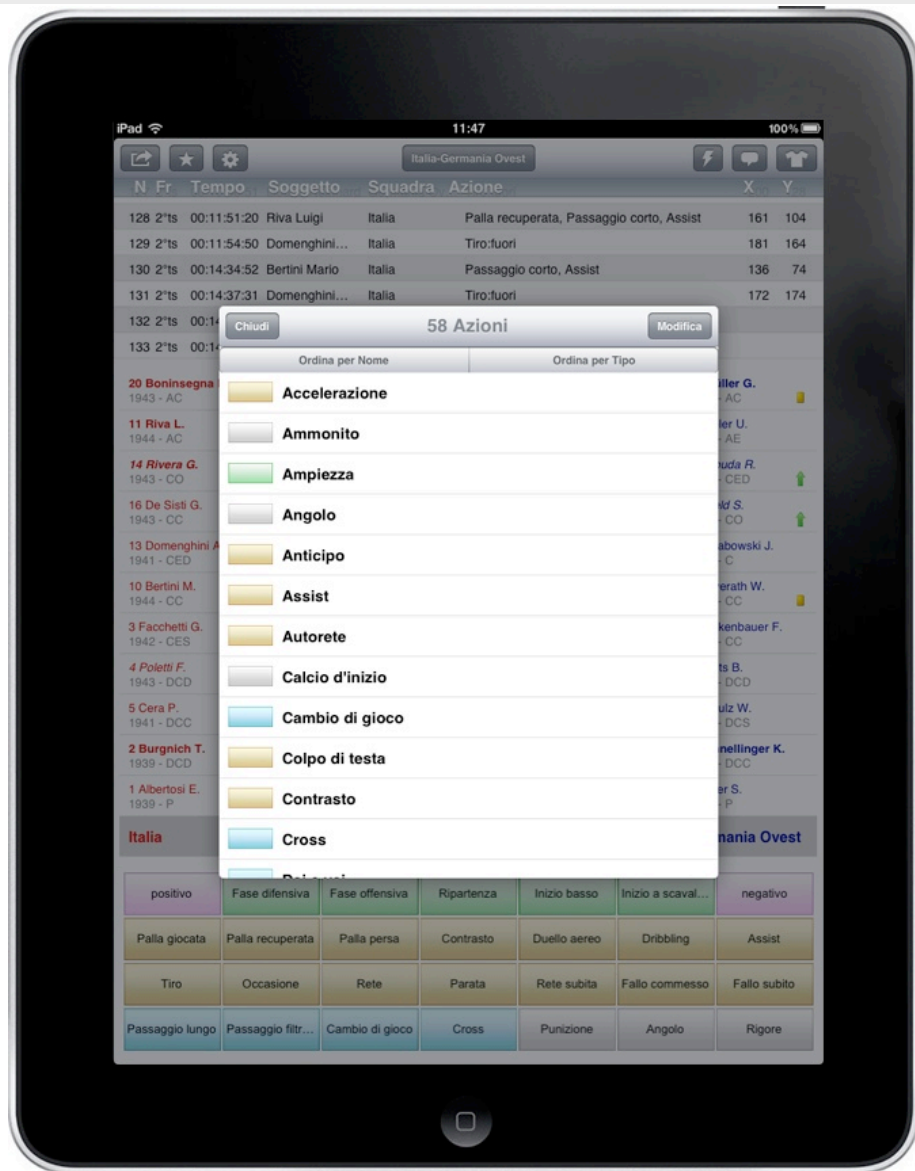 iPad 11:47 100%
Italia-Germania Ovest
N Fr Tempo Soggetto Squadra Azione X Y
128 2°ts 00:11:51:20 Riva Luigi Italia Palla recuperata, Passaggio corto, Assist 161 104
129 2°ts 00:11:54:50 Domenghini... Italia Tiro:fuori 181 164
130 2°ts 00:14:34:52 Bertini Mario Italia Passaggio corto, Assist 136 74
131 2°ts 00:14:37:31 Domenghini... Italia Tiro:fuori 172 174
132 2°ts
133 2°ts
Chiudi 58 Azioni Modifica
Ordina per Nome Ordina per Tipo
Accelerazione
Ammonito
Ampiezza
Angolo
Anticipo
Assist
Autorete
Calcio d'inizio
Cambio di gioco
Colpo di testa
Contrasto
Cross
20 Boninsegna
1943 - AC
11 Riva L.
1944 - AC
14 Rivera G.
1943 - CO
16 De Sisti G.
1943 - CC
13 Domenghini A
1941 - CED
10 Bertini M.
1944 - CC
3 Facchetti G.
1942 - CES
4 Poletti F.
1943 - DCD
5 Cera P.
1941 - DCC
2 Burgnich T.
1939 - DCD
1 Albertosi E.
1939 - P
G.
AC
U.
AE
R.
CED
S.
CO
J.
C
W.
CC
F.
CC
B.
DCD
W.
DCS
K.
DCC
S.
P
Italia Ovest
positivo Fase difensiva Fase offensiva Ripartenza Inizio basso Inizio a scaval... negativo
Palla giocata Palla recuperata Palla persa Contrasto Duello aereo Dribbling Assist
Tiro Occasione Rete Parata Rete subita Fallo commesso Fallo subito
Passaggio lungo Passaggio filtr... Cambio di gioco Cross Punizione Angolo Rigore